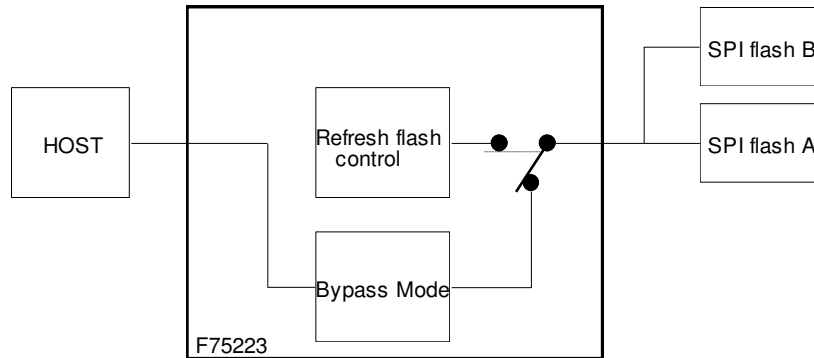 SPI flash B
HOST
Refresh flash
control
SPI flash A
Bypass Mode
F75223